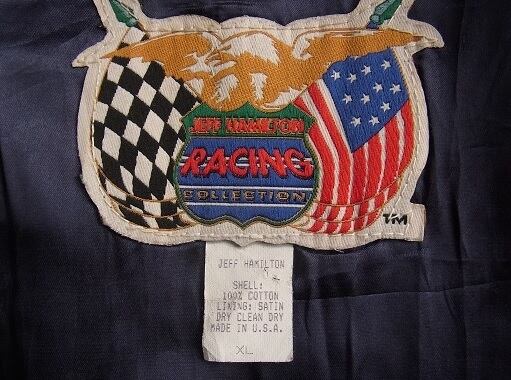 JEFF HAMILTON
RACING
COLLECTION
TM
JEFF HAMILTON
SHELL:
100% COTTON
LINING: SATIN
DRY CLEAN DRY
MADE IN U.S.A.
XL